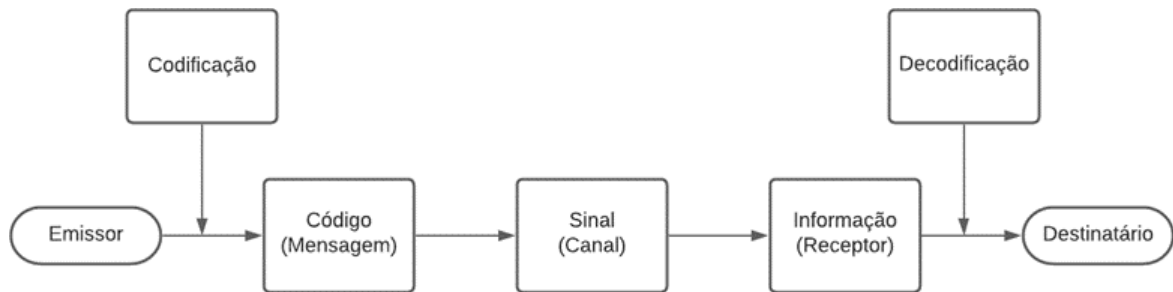 Codificação
Decodificação
Emissor
Código
(Mensagem)
Sinal
(Canal)
Informação
(Receptor)
Destinatário